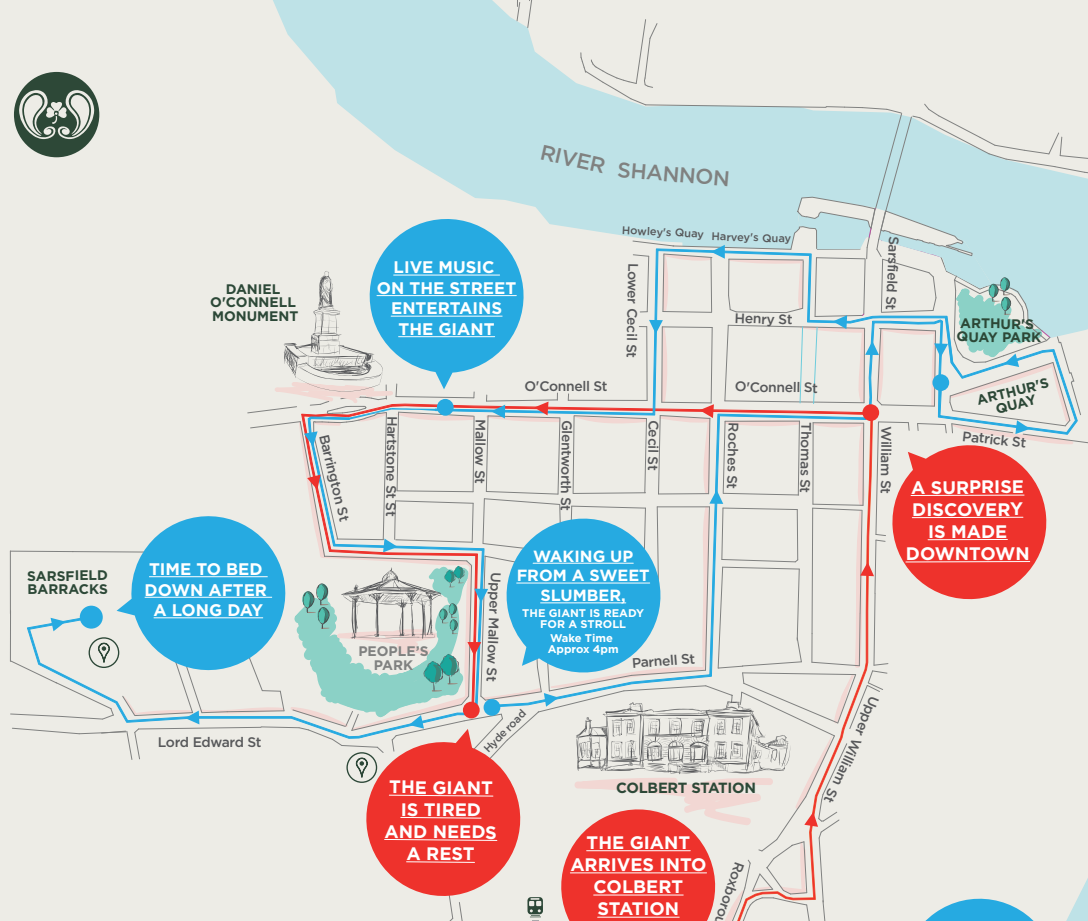 RIVER SHANNON
Howley's Quay
Harvey's Quay
Sarsfield St
Lower Cecil St
Henry St
ARTHUR'S
QUAY PARK
ARTHUR'S
QUAY
Patrick St
DANIEL
O'CONNELL
MONUMENT
LIVE MUSIC
ON THE STREET
ENTERTAINS
THE GIANT
O'Connell St
O'Connell St
Barrington St
Hartstone St
Mallow St
Glentworth St
Cecil St
Roches St
Thomas St
William St
A SURPRISE
DISCOVERY
IS MADE
DOWNTOWN
SARSFIELD
BARRACKS
TIME TO BED
DOWN AFTER
A LONG DAY
WAKING UP
FROM A SWEET
SLUMBER,
THE GIANT IS READY
FOR A STROLL
Wake Time
Approx 4pm
PEOPLE'S
PARK
Upper Mallow St
Parnell St
Hyde road
Lord Edward St
Upper William St
COLBERT STATION
THE GIANT
IS TIRED
AND NEEDS
A REST
THE GIANT
ARRIVES INTO
COLBERT
STATION